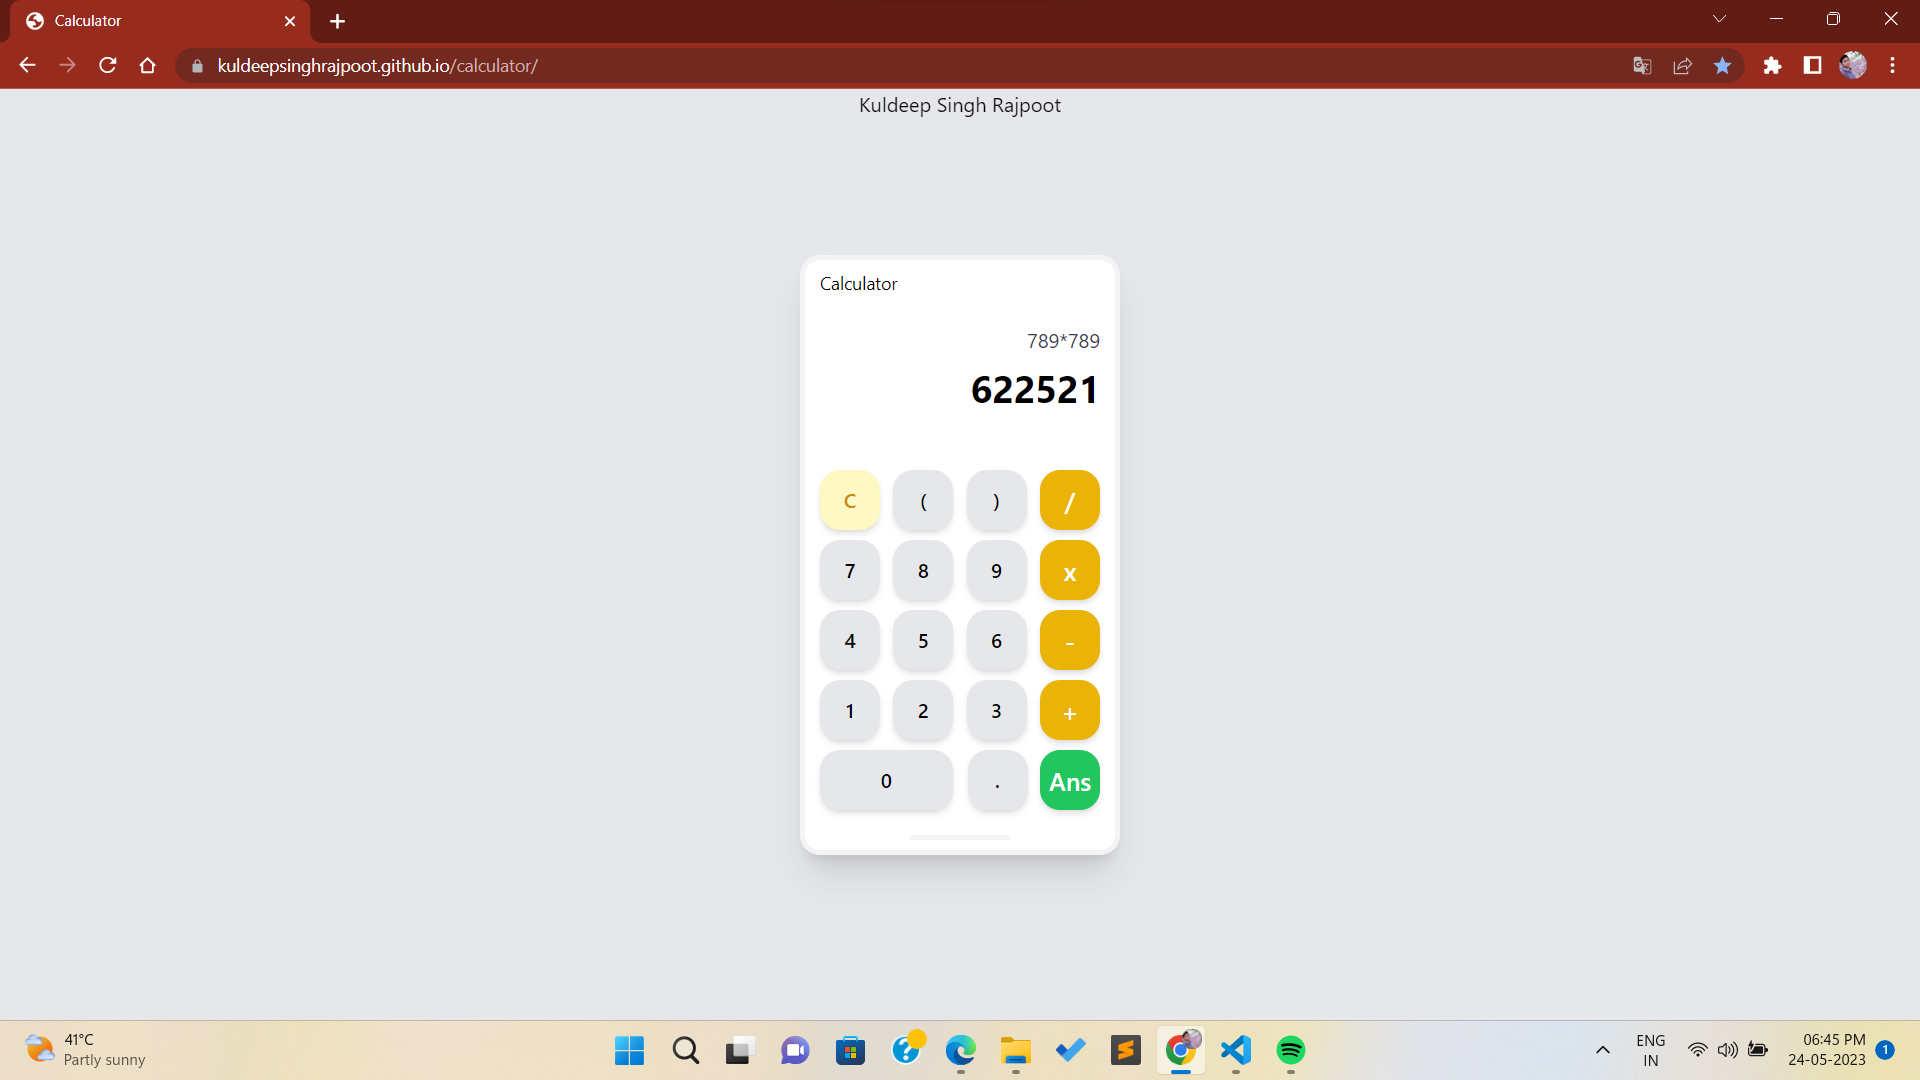 Calculator
kuldeepsinghrajpoot.github.io/calculator/
Kuldeep Singh Rajpoot
Calculator
789*789
622521
C ( ) /
7 8 9 x
4 5 6 -
1 2 3 +
0 . Ans
41°C
Partly sunny
ENG
IN
06:45 PM
24-05-2023
1